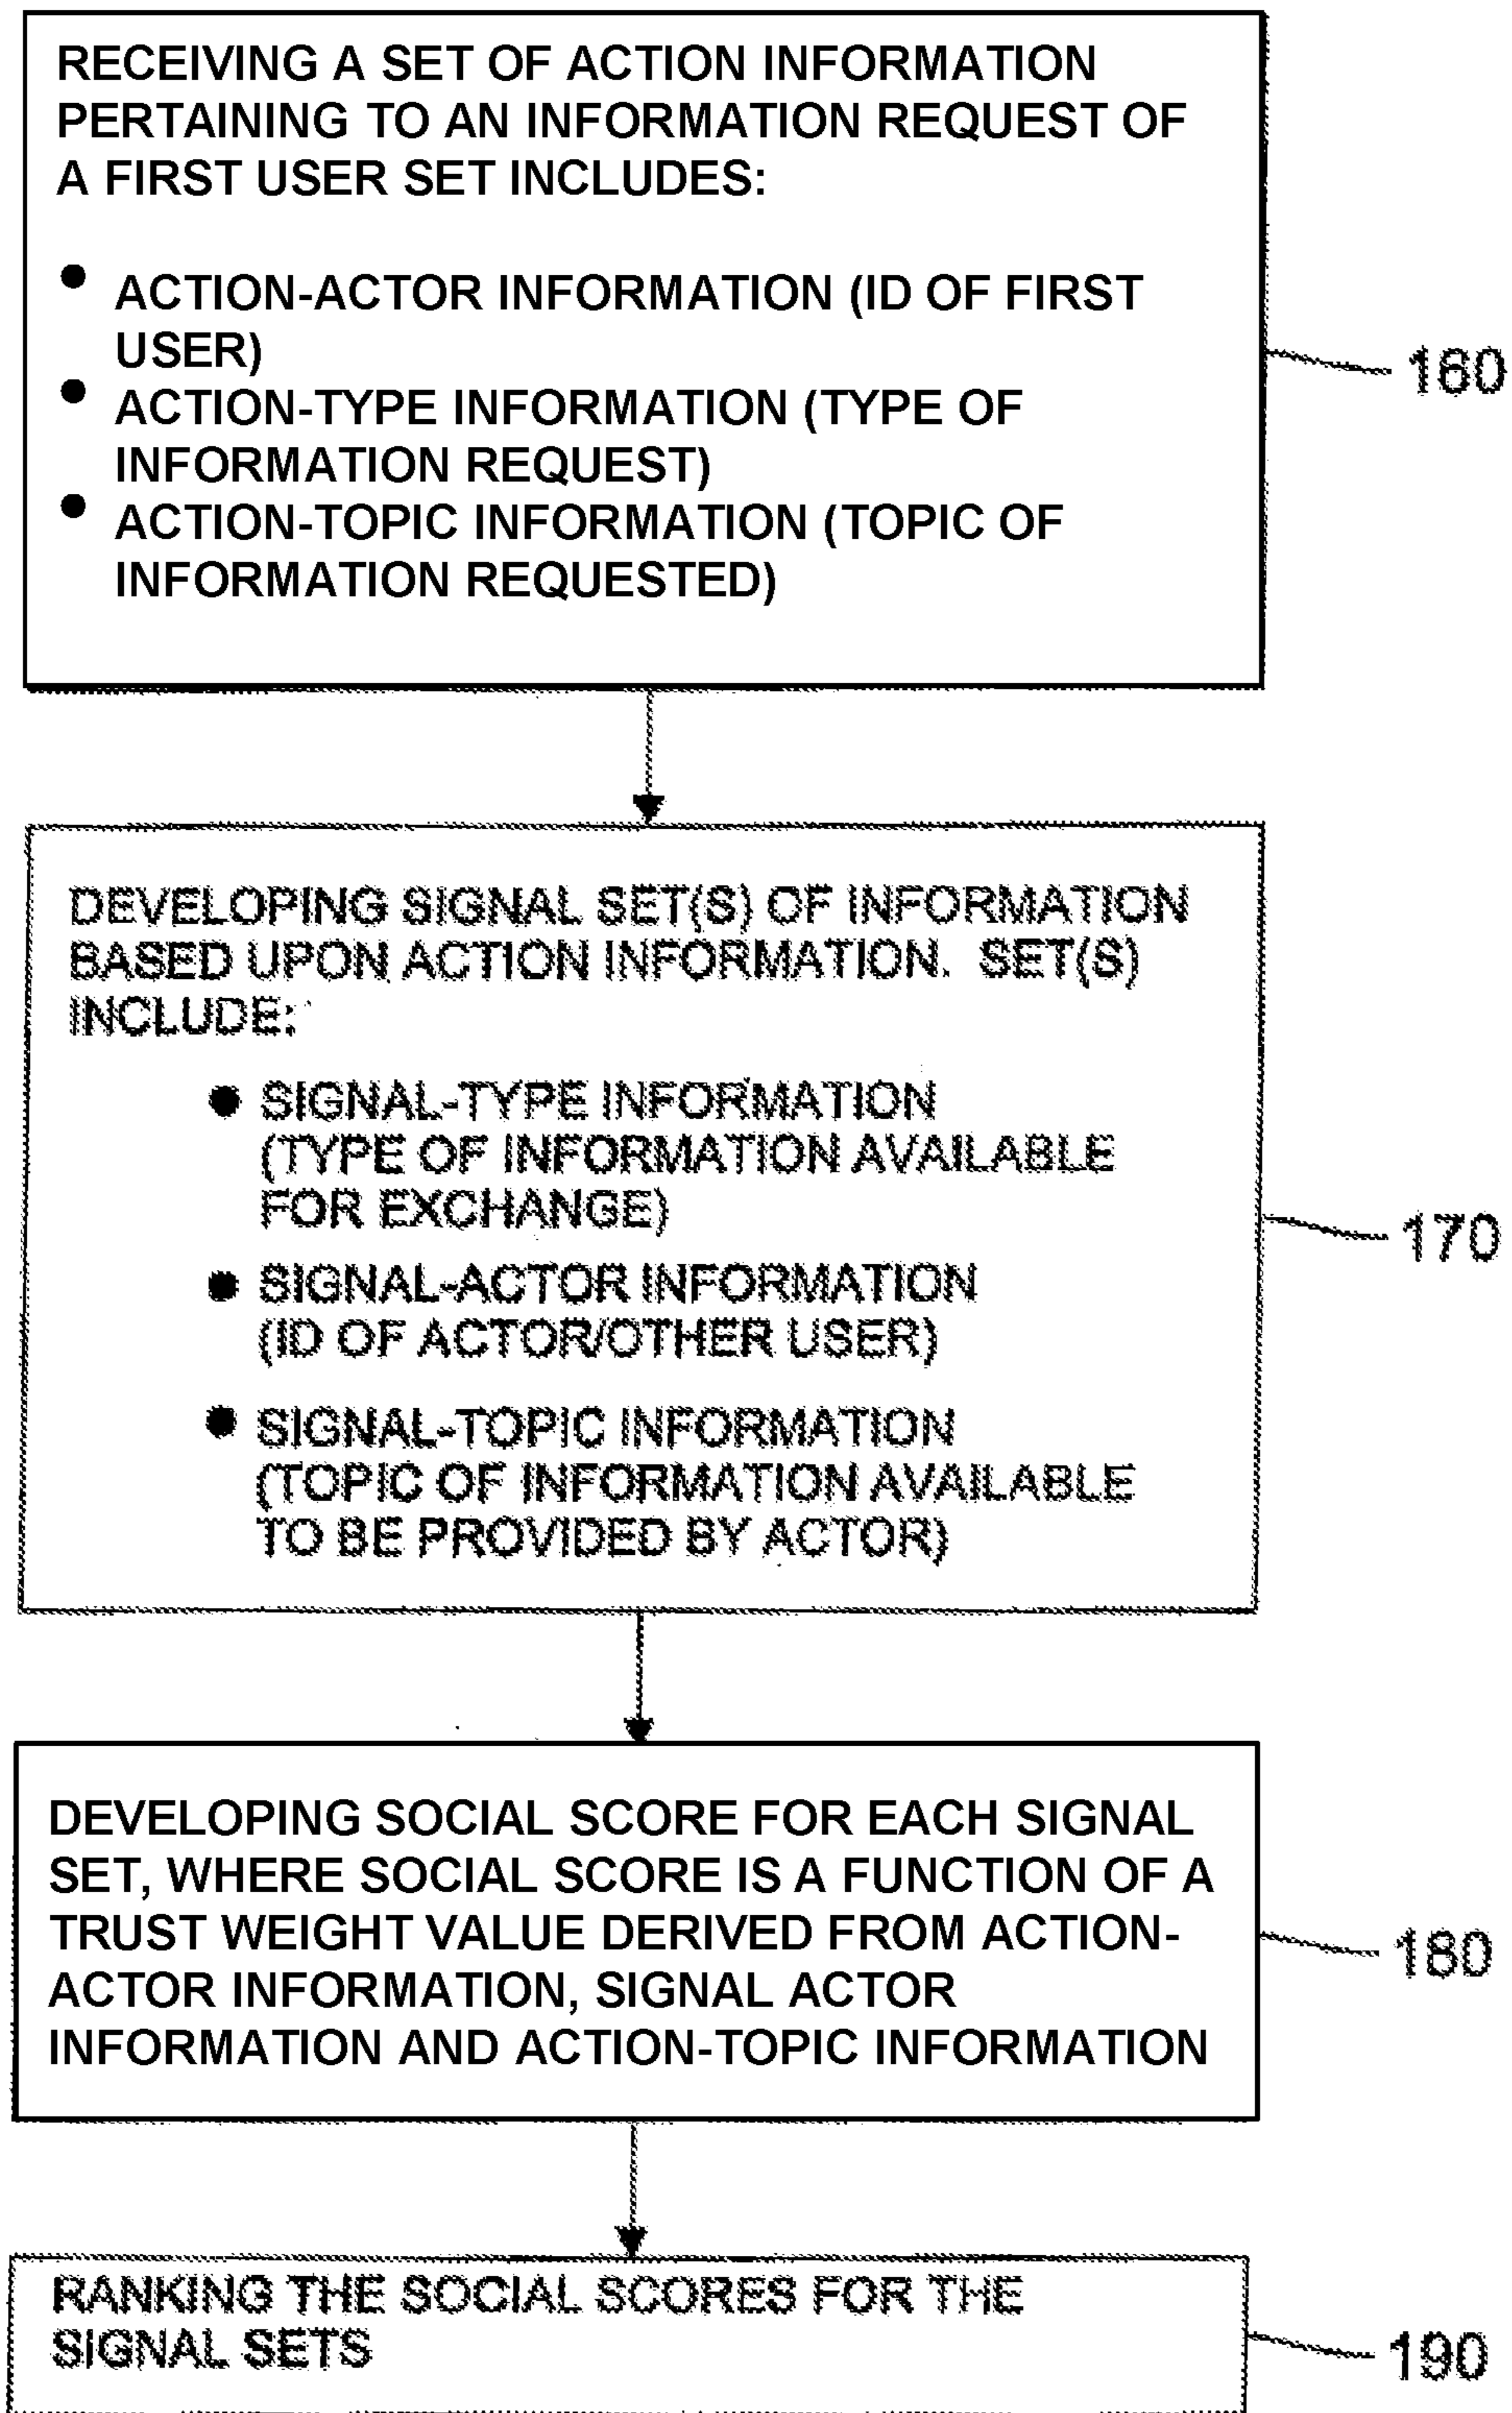 RECEIVING A SET OF ACTION INFORMATION
PERTAINING TO AN INFORMATION REQUEST OF
A FIRST USER SET INCLUDES:
• ACTION-ACTOR INFORMATION (ID OF FIRST
USER)
• ACTION-TYPE INFORMATION (TYPE OF
INFORMATION REQUEST)
• ACTION-TOPIC INFORMATION (TOPIC OF
INFORMATION REQUESTED)
160
DEVELOPING SIGNAL SET(S) OF INFORMATION
BASED UPON ACTION INFORMATION. SET(S)
INCLUDE:
• SIGNAL-TYPE INFORMATION
(TYPE OF INFORMATION AVAILABLE
FOR EXCHANGE)
• SIGNAL-ACTOR INFORMATION
(ID OF ACTOR/OTHER USER)
• SIGNAL-TOPIC INFORMATION
(TOPIC OF INFORMATION AVAILABLE
TO BE PROVIDED BY ACTOR)
170
DEVELOPING SOCIAL SCORE FOR EACH SIGNAL
SET, WHERE SOCIAL SCORE IS A FUNCTION OF A
TRUST WEIGHT VALUE DERIVED FROM ACTION-
ACTOR INFORMATION, SIGNAL ACTOR
INFORMATION AND ACTION-TOPIC INFORMATION
180
RANKING THE SOCIAL SCORES FOR THE
SIGNAL SETS
190